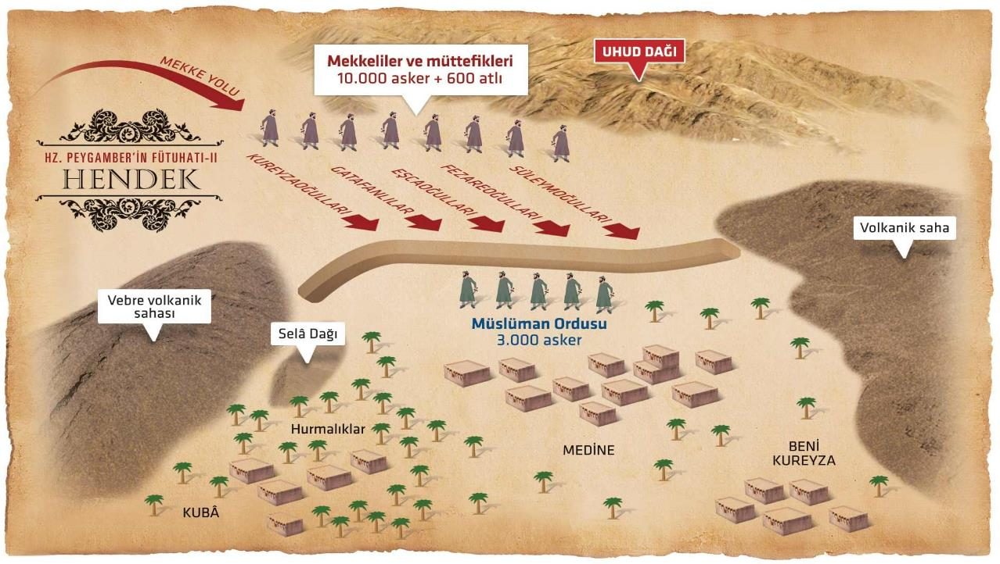 MEKKE YOLU
Mekkeliler ve müttefikleri
10.000 asker + 600 atlı
UHUD DAĞI
HZ. PEYGAMBER'İN FÜTUHATI-II
HENDEK
KUREYZAOĞULLARI
GATAFANLILAR
EŞCAOĞULLARI
FEZAREOĞULLARI
SÜLEYMOĞULLARI
Volkanik saha
Vebre volkanik
sahası
Selâ Dağı
Müslüman Ordusu
3.000 asker
Hurmalıklar
MEDİNE
BENİ
KUREYZA
KUBÂ